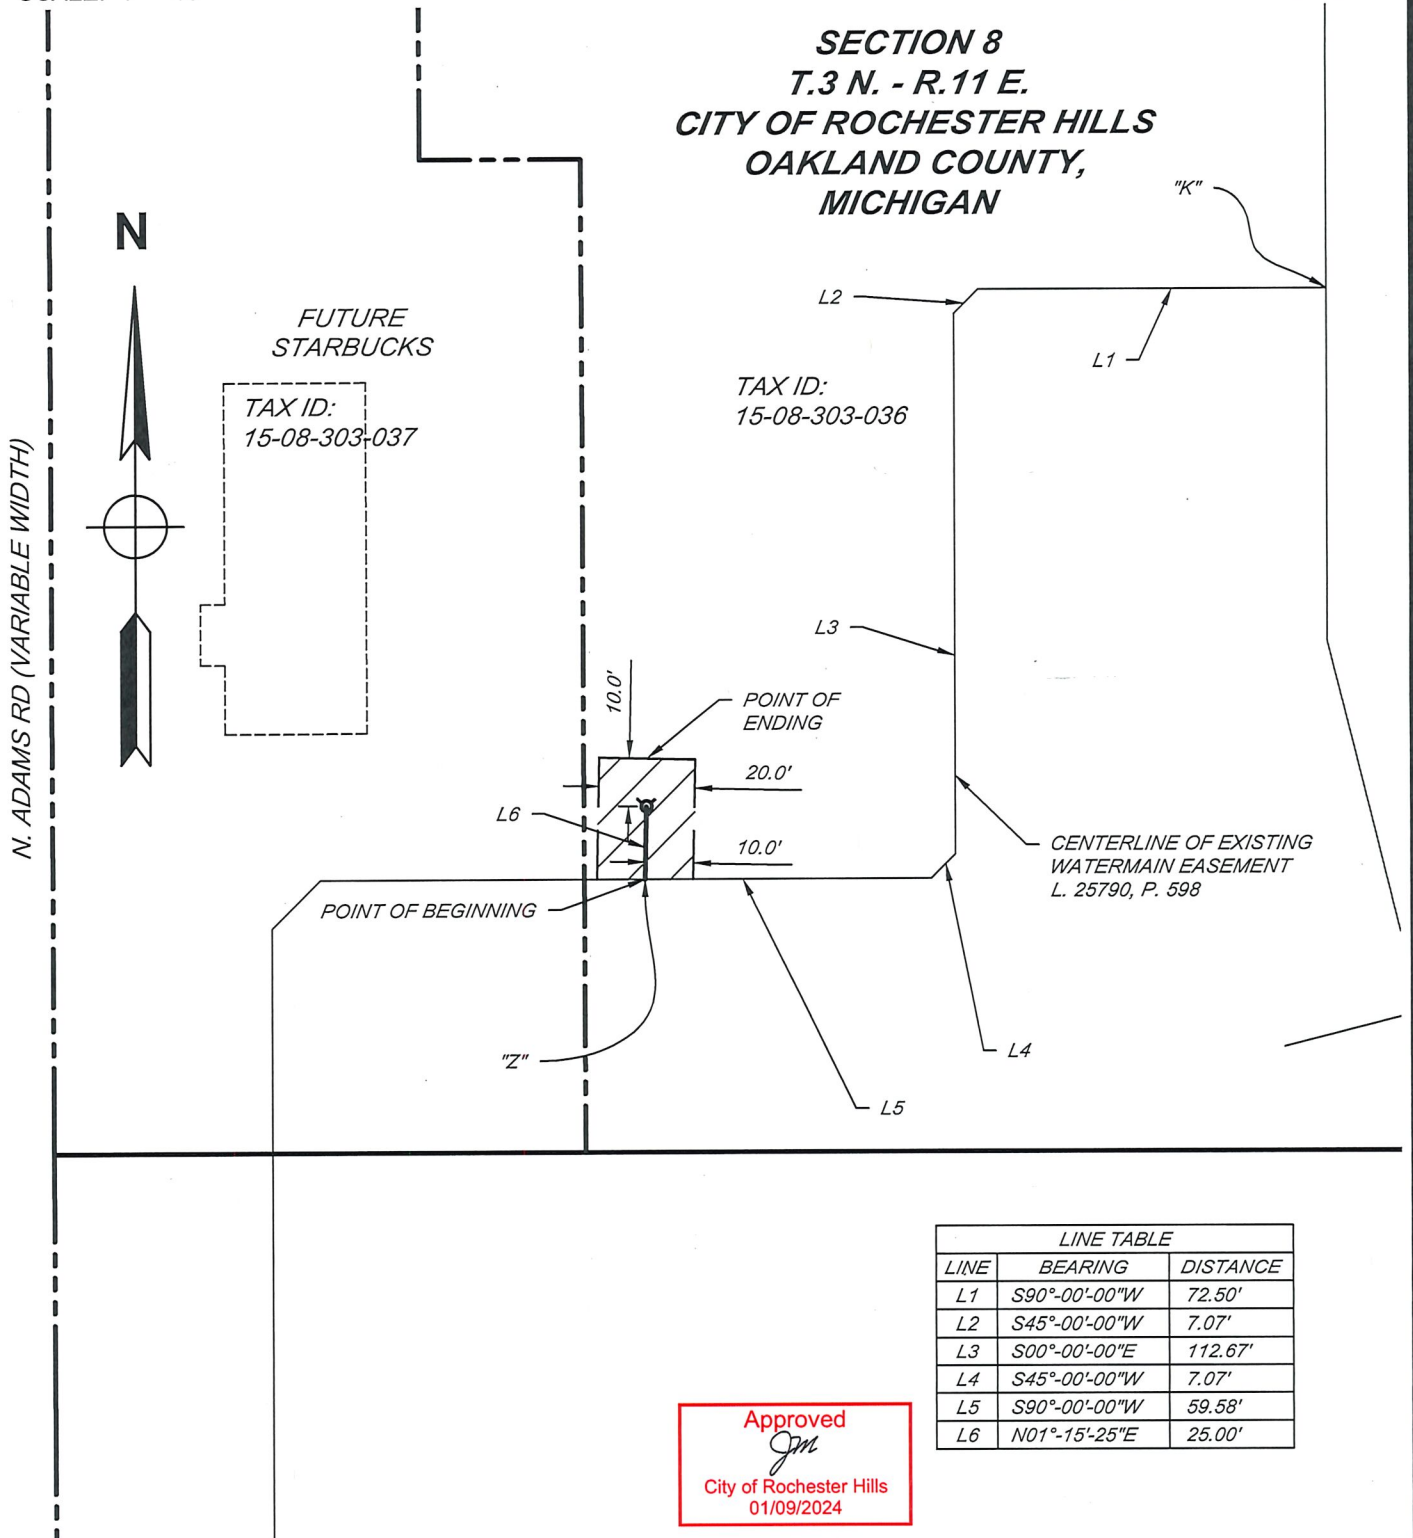 SECTION 8
T.3 N. - R.11 E.
CITY OF ROCHESTER HILLS
OAKLAND COUNTY,
MICHIGAN
"K"
N
L2
FUTURE
STARBUCKS
L1
TAX ID:
15-08-303-036
TAX ID:
15-08-303-037
N. ADAMS RD (VARIABLE WIDTH)
L3
10.0'
POINT OF
ENDING
20.0'
L6
10.0'
CENTERLINE OF EXISTING
WATERMAIN EASEMENT
L. 25790, P. 598
POINT OF BEGINNING
"Z"
L4
L5
LINE TABLE
LINE BEARING DISTANCE
L1 S90°-00'-00"W 72.50'
L2 S45°-00'-00"W 7.07'
L3 S00°-00'-00"E 112.67'
L4 S45°-00'-00"W 7.07'
L5 S90°-00'-00"W 59.58'
L6 N01°-15'-25"E 25.00'
Approved
JM
City of Rochester Hills
01/09/2024